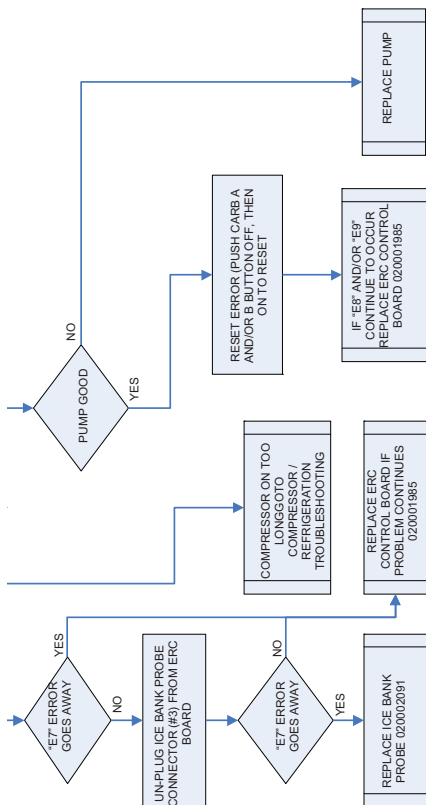 "E7" ERROR
GOES AWAY
YES
NO
UN-PLUG ICE BANK PROBE
CONNECTOR (#3) FROM ERC
BOARD
"E7" ERROR
GOES AWAY
NO
YES
REPLACE ICE BANK
PROBE 020002091
REPLACE ERC
CONTROL BOARD IF
PROBLEM CONTINUES
020001985
COMPRESSOR ON TOO
LONGGOTO
COMPRESSOR /
REFRIGERATION
TROUBLESHOOTING
PUMP GOOD
NO
YES
RESET ERROR (PUSH CARB A
AND/OR B BUTTON OFF, THEN
ON TO RESET
IF "E8" AND/OR "E9"
CONTINUE TO OCCUR
REPLACE ERC CONTROL
BOARD 020001985
REPLACE PUMP